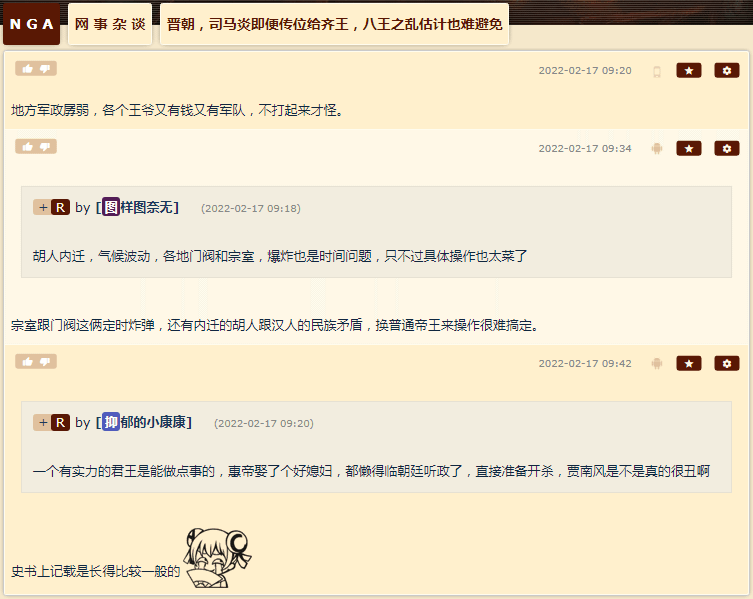 NGA 网事杂谈 晋朝，司马炎即便传位给齐王，八王之乱估计也难避免
2022-02-17 09:20
地方军政孱弱，各个王爷又有钱又有军队，不打起来才怪。
2022-02-17 09:34
+ R by [图样图奈无] (2022-02-17 09:18)
胡人内迁，气候波动，各地门阀和宗室，爆炸也是时间问题，只不过具体操作也太菜了
宗室跟门阀这俩定时炸弹，还有内迁的胡人跟汉人的民族矛盾，换普通帝王来操作很难搞定。
2022-02-17 09:42
+ R by [抑郁的小康康] (2022-02-17 09:20)
一个有实力的君王是能做点事的，惠帝娶了个好媳妇，都懒得临朝廷听政了，直接准备开杀，贾南风是不是真的很丑啊
史书上记载是长得比较一般的